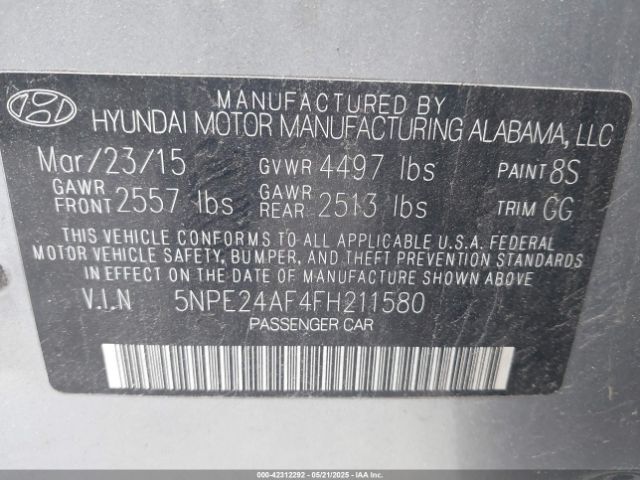 MANUFACTURED BY
HYUNDAI MOTOR MANUFACTURING ALABAMA, LLC
Mar/23/15 GVWR 4497 lbs PAINT 8S
GAWR FRONT 2557 lbs GAWR REAR 2513 lbs TRIM GG
THIS VEHICLE CONFORMS TO ALL APPLICABLE U.S.A. FEDERAL
MOTOR VEHICLE SAFETY, BUMPER, AND THEFT PREVENTION STANDARDS
IN EFFECT ON THE DATE OF MANUFACTURE SHOWN ABOVE.
V.I.N 5NPE24AF4FH211580
PASSENGER CAR
000-42312292 - 05/21/2025 - COPYRIGHT IAA, Inc.